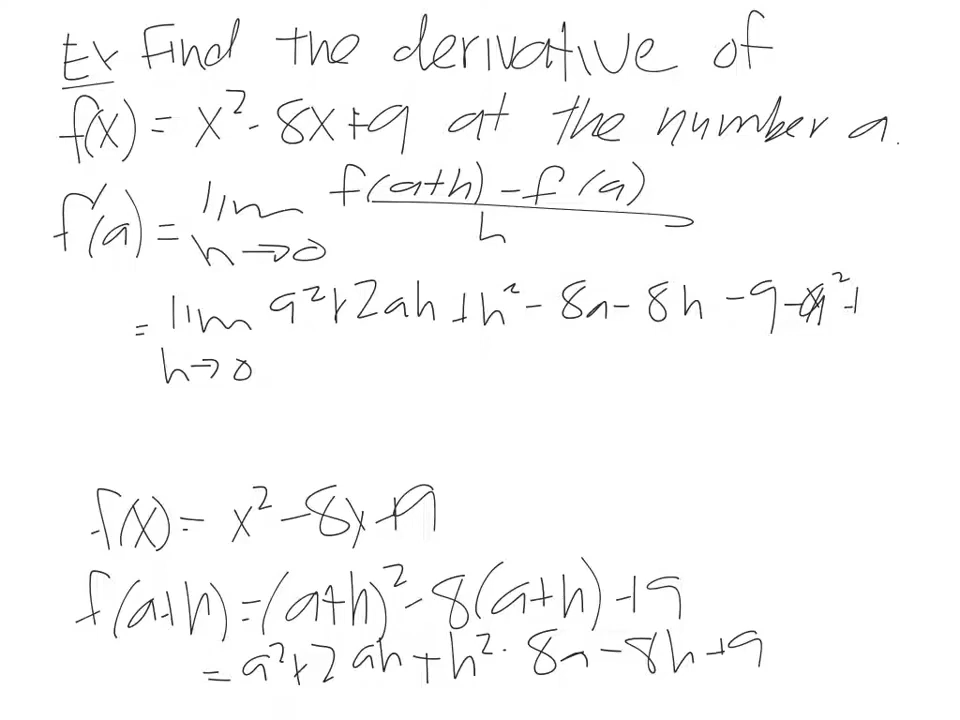 Ex Find the derivative of
f(x) = x² - 8x + 9 at the number a.
f'(a) = lim f(a+h) - f(a)
h→0 h
= lim a² + 2ah + h² - 8a - 8h - 9 - a² +
h→0
f(x) = x² - 8x + 9
f(a+h) = (a+h)² - 8(a+h) + 9
= a² + 2ah + h² - 8a - 8h + 9